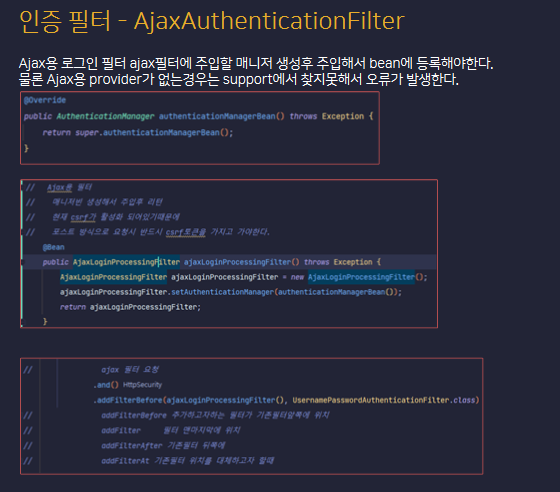 인증 필터 - AjaxAuthenticationFilter
Ajax용 로그인 필터 ajax필터에 주입할 매니저 생성후 주입해서 bean에 등록해야한다.
물론 Ajax용 provider가 없는경우는 support에서 찾지못해서 오류가 발생한다.
@Override
public AuthenticationManager authenticationManagerBean() throws Exception {
return super.authenticationManagerBean();
}
// Ajax용 필터
// 매니저빈 생성해서 주입후 리턴
// 현재 csrf가 활성화 되어있기때문에
// 포스트 방식으로 요청시 반드시 csrf토큰을 가지고 가야한다.
@Bean
public AjaxLoginProcessingFilter ajaxLoginProcessingFilter() throws Exception {
AjaxLoginProcessingFilter ajaxLoginProcessingFilter = new AjaxLoginProcessingFilter();
ajaxLoginProcessingFilter.setAuthenticationManager(authenticationManagerBean());
return ajaxLoginProcessingFilter;
}
// ajax 필터 요청
.and() HttpSecurity
.addFilterBefore(ajaxLoginProcessingFilter(), UsernamePasswordAuthenticationFilter.class)
// addFilterBefore 추가하고자하는 필터가 기존필터앞쪽에 위치
// addFilter 필터 맨마지막에 위치
// addFilterAfter 기존필터 뒤쪽에
// addFilterAt 기존필터 위치를 대체하고자 할때